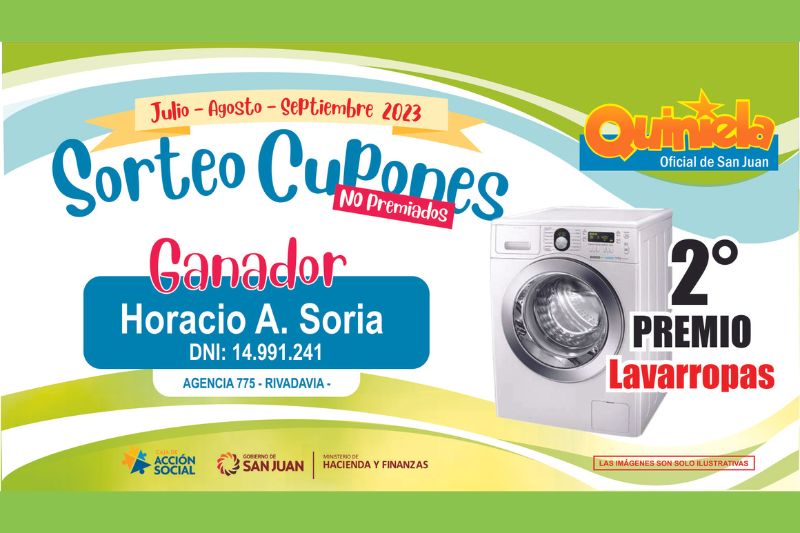 Julio - Agosto - Septiembre 2023
Sorteo Cupones
NO Premiados
Quiniela
Oficial de San Juan
Ganador
Horacio A. Soria
DNI: 14.991.241
AGENCIA 775 - RIVADAVIA -
2°
PREMIO
Lavarropas
CAJA DE
ACCIÓN
SOCIAL
GOBIERNO DE
SAN JUAN
MINISTERIO DE
HACIENDA Y FINANZAS
LAS IMÁGENES SON SOLO ILUSTRATIVAS